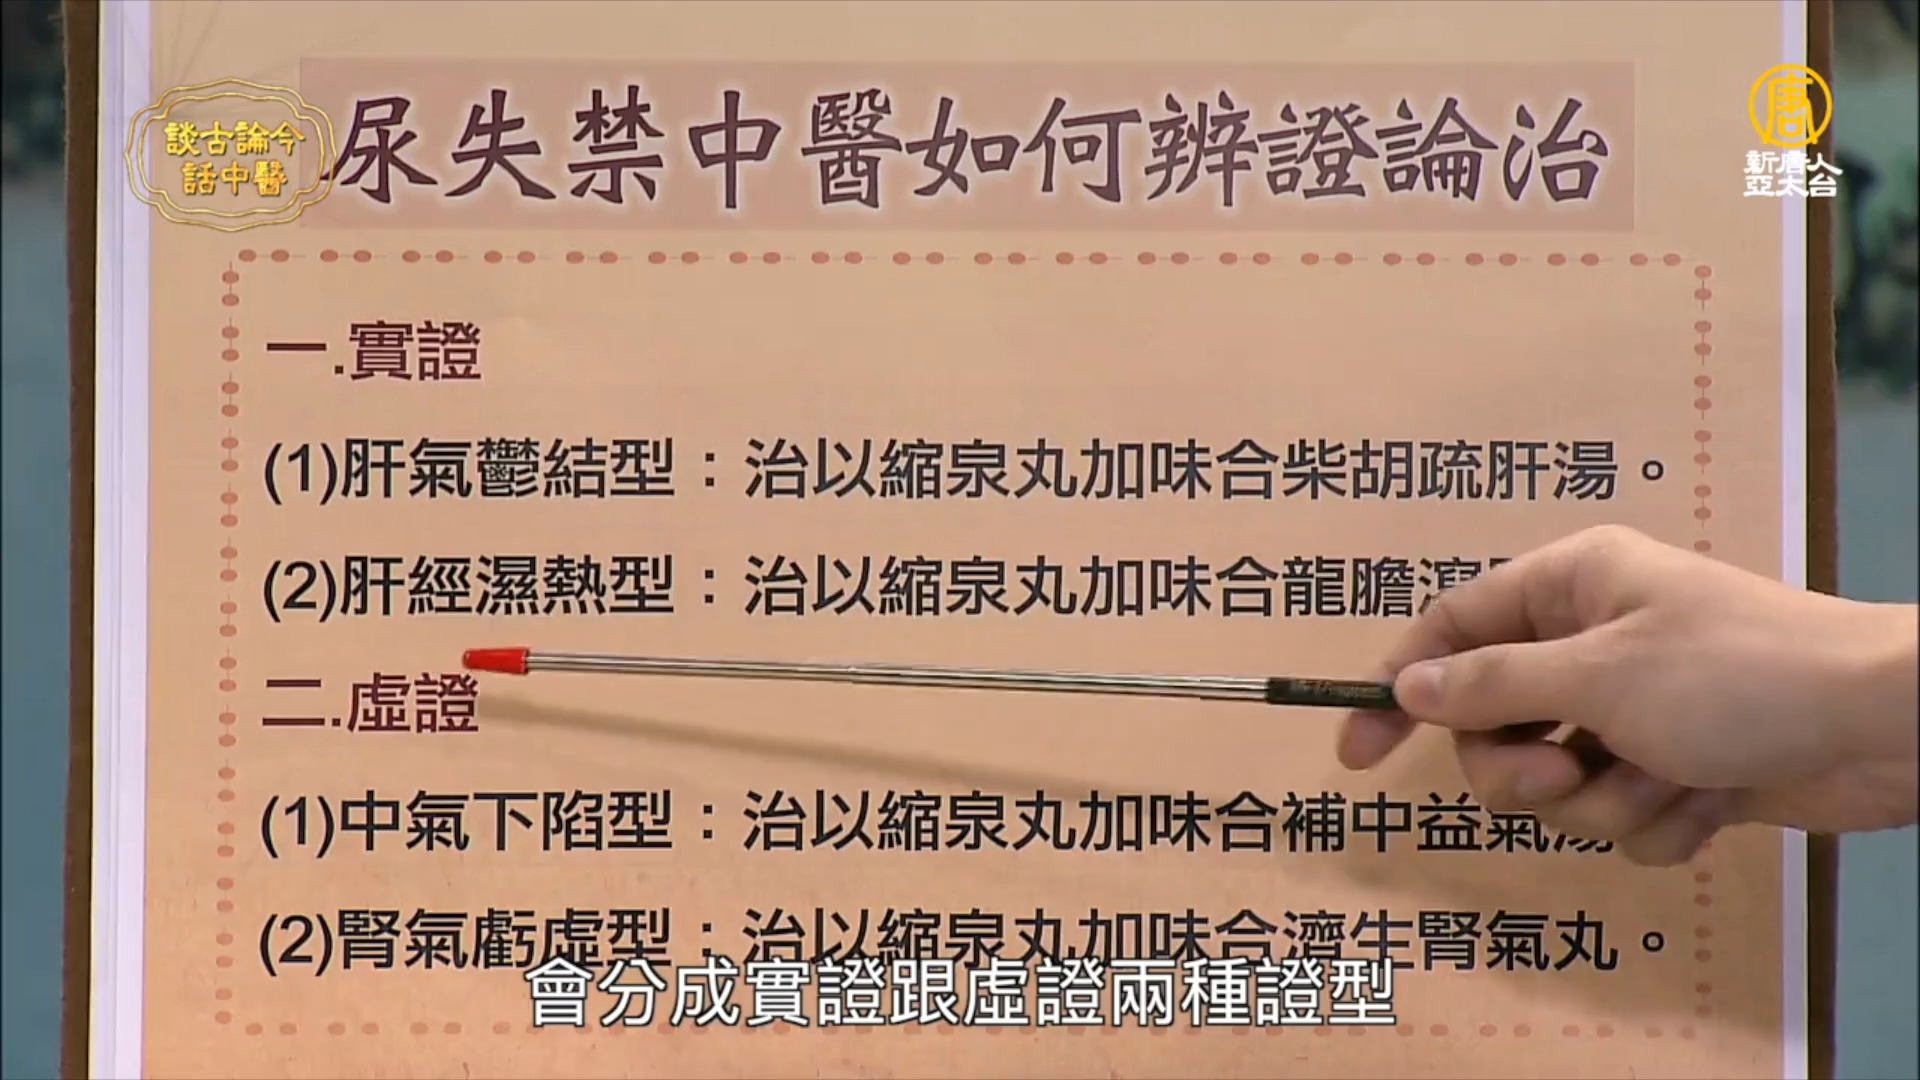 尿失禁中醫如何辨證論治
談古論今
話中醫
新唐人
亞太台
一.實證
(1)肝氣鬱結型：治以縮泉丸加味合柴胡疏肝湯。
(2)肝經濕熱型：治以縮泉丸加味合龍膽瀉
二.虛證
(1)中氣下陷型：治以縮泉丸加味合補中益氣湯
(2)腎氣虧虛型：治以縮泉丸加味合濟生腎氣丸。
會分成實證跟虛證兩種證型